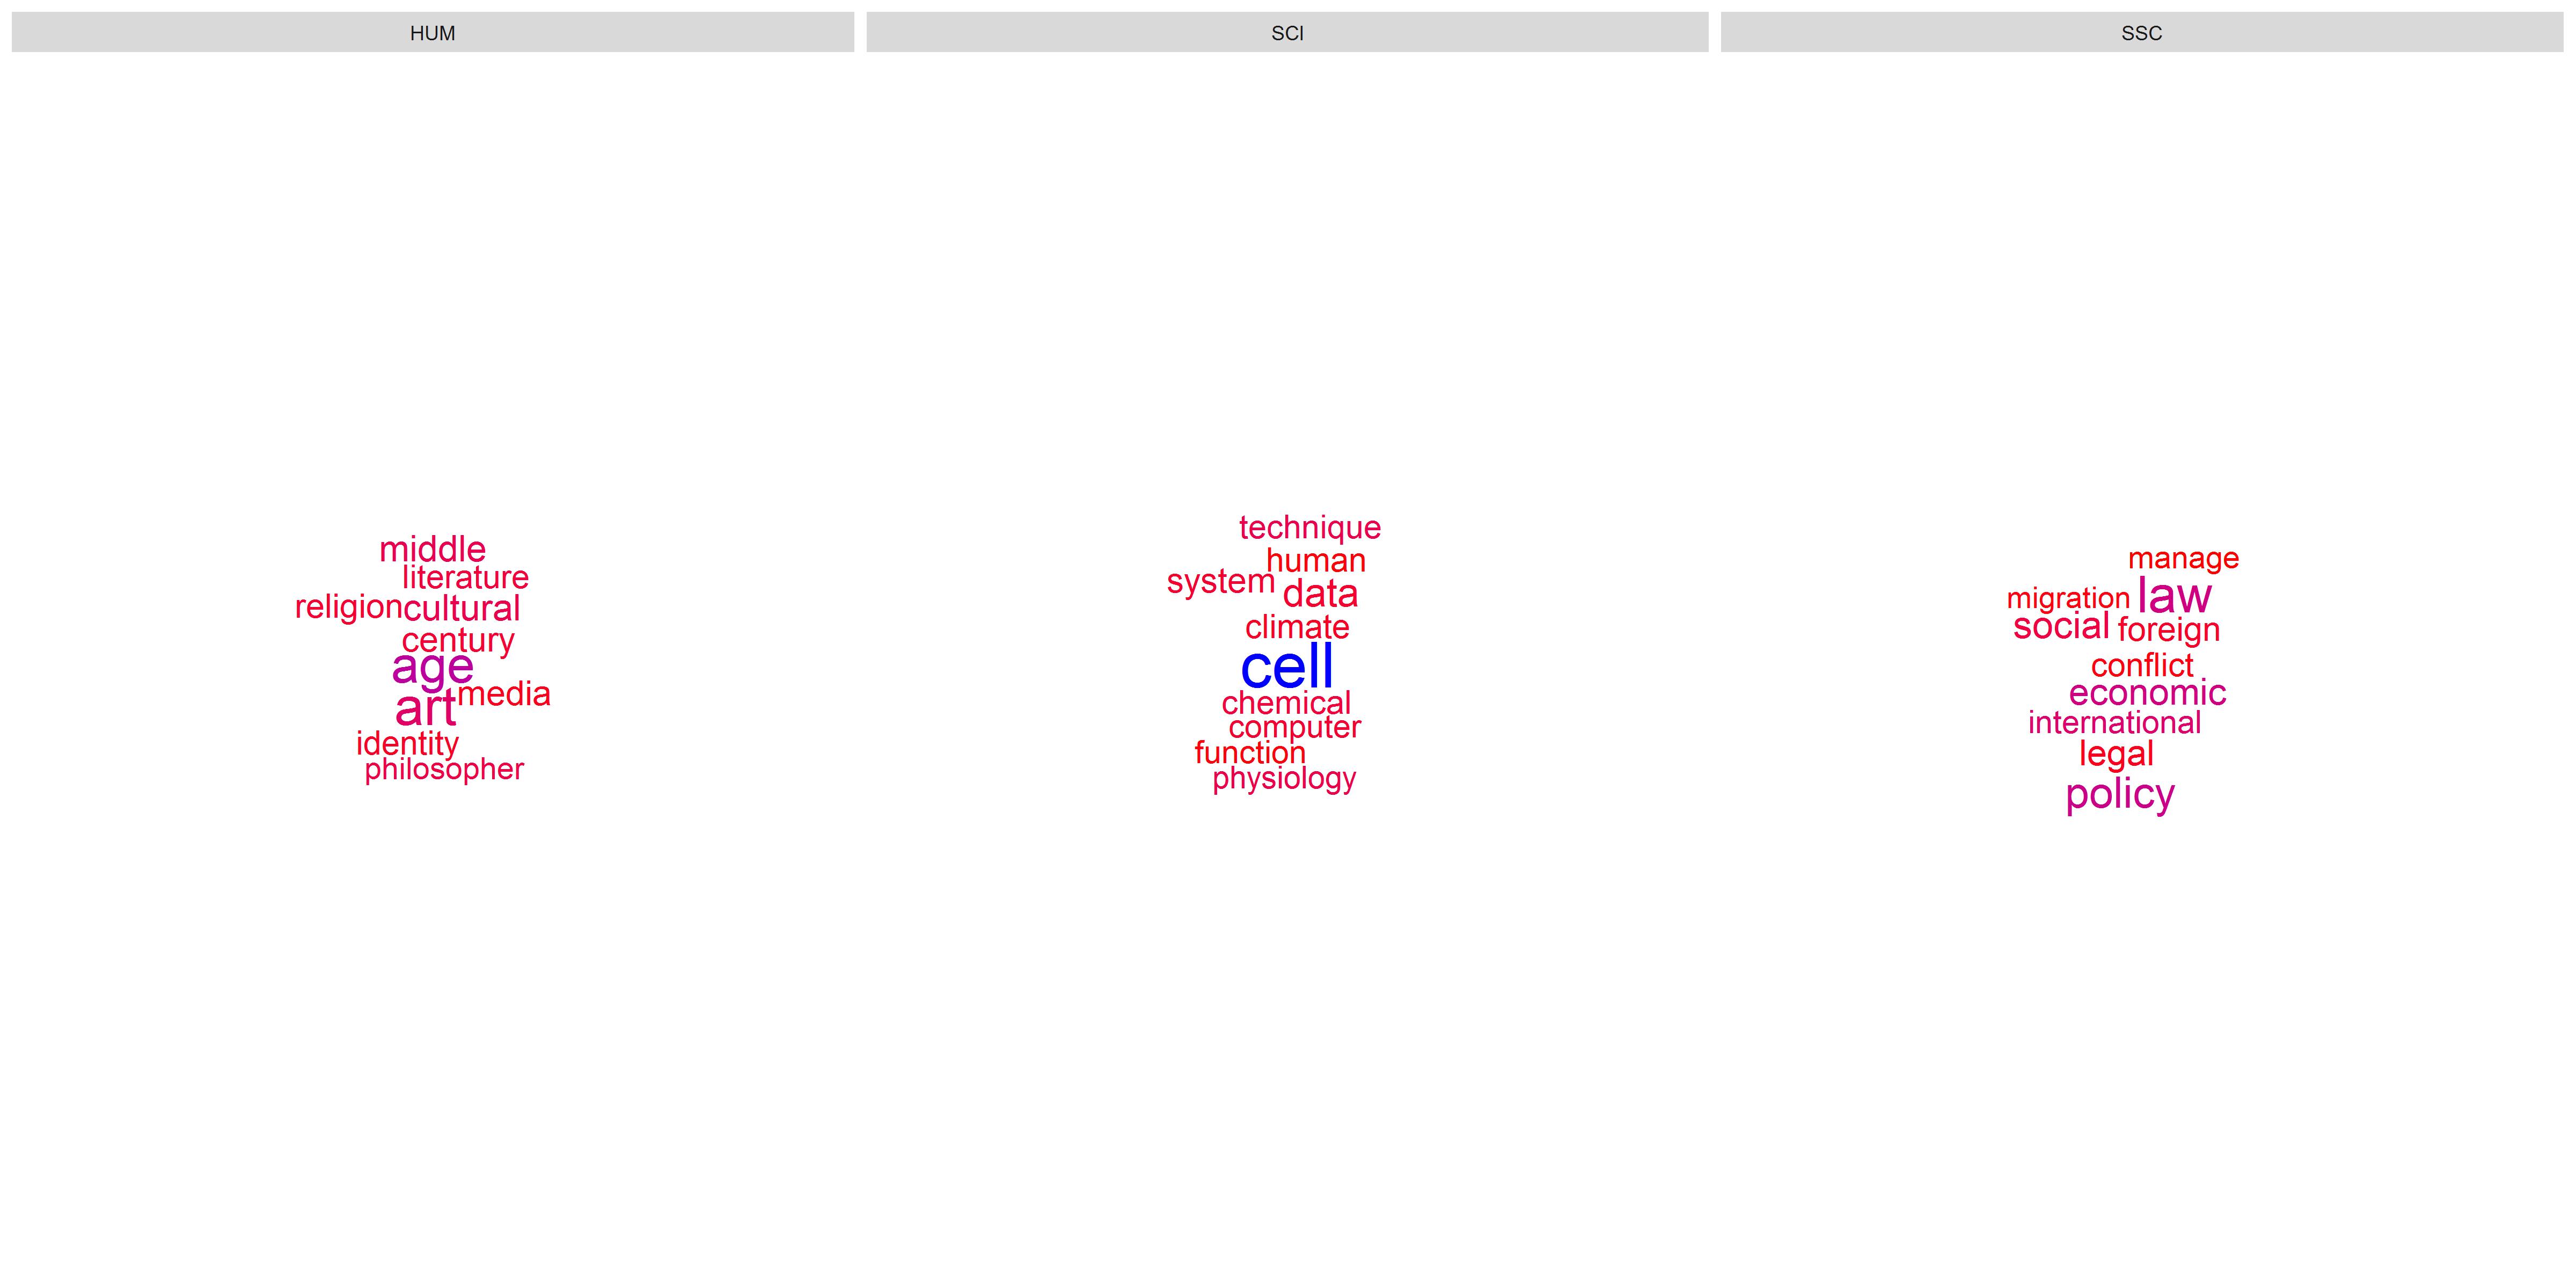 HUM
middle
literature
religion cultural
century
age
media
art
identity
philosopher
SCI
technique
human
system
data
climate
cell
chemical
computer
function
physiology
SSC
manage
law
migration
social foreign
conflict
economic
international
legal
policy